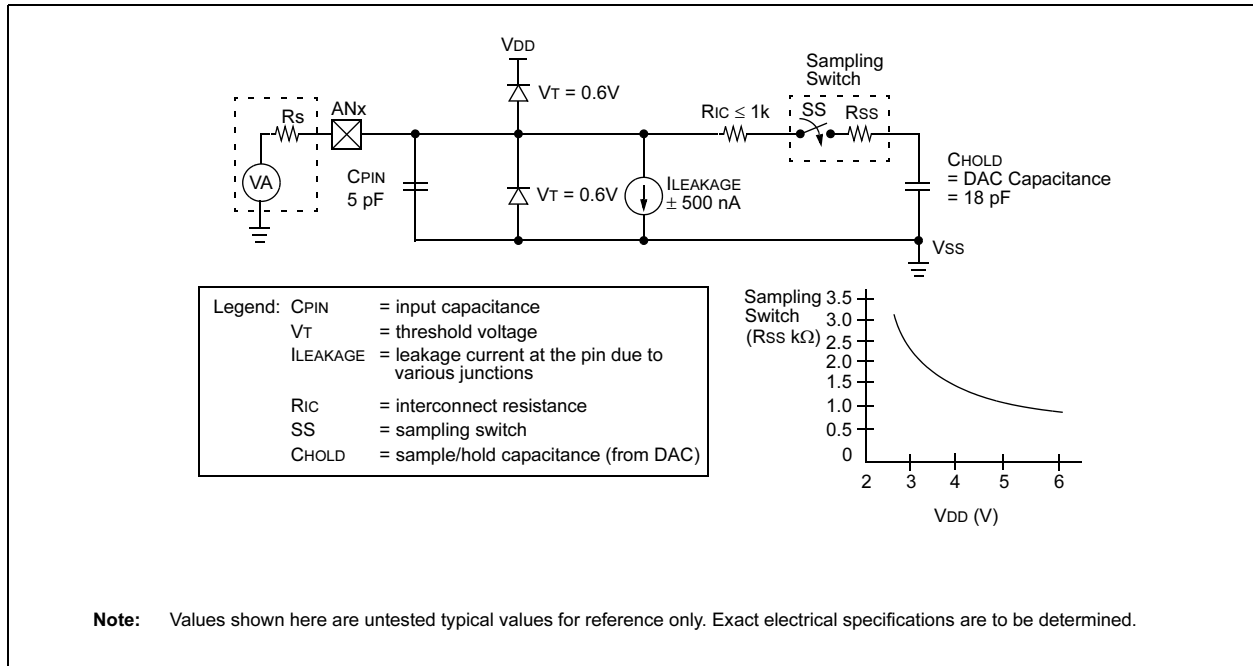 VDD
Sampling
Switch
VT = 0.6V
RIC ≤ 1k
SS
RSS
Rs
ANx
VA
CPIN
5 pF
VT = 0.6V
ILEAKAGE
± 500 nA
CHOLD
= DAC Capacitance
= 18 pF
VSS
Legend: CPIN = input capacitance
VT = threshold voltage
ILEAKAGE = leakage current at the pin due to
various junctions
RIC = interconnect resistance
SS = sampling switch
CHOLD = sample/hold capacitance (from DAC)
Sampling
Switch
(RSS kΩ)
3.5
3.0
2.5
2.0
1.5
1.0
0.5
0
2 3 4 5 6
VDD (V)
Note: Values shown here are untested typical values for reference only. Exact electrical specifications are to be determined.